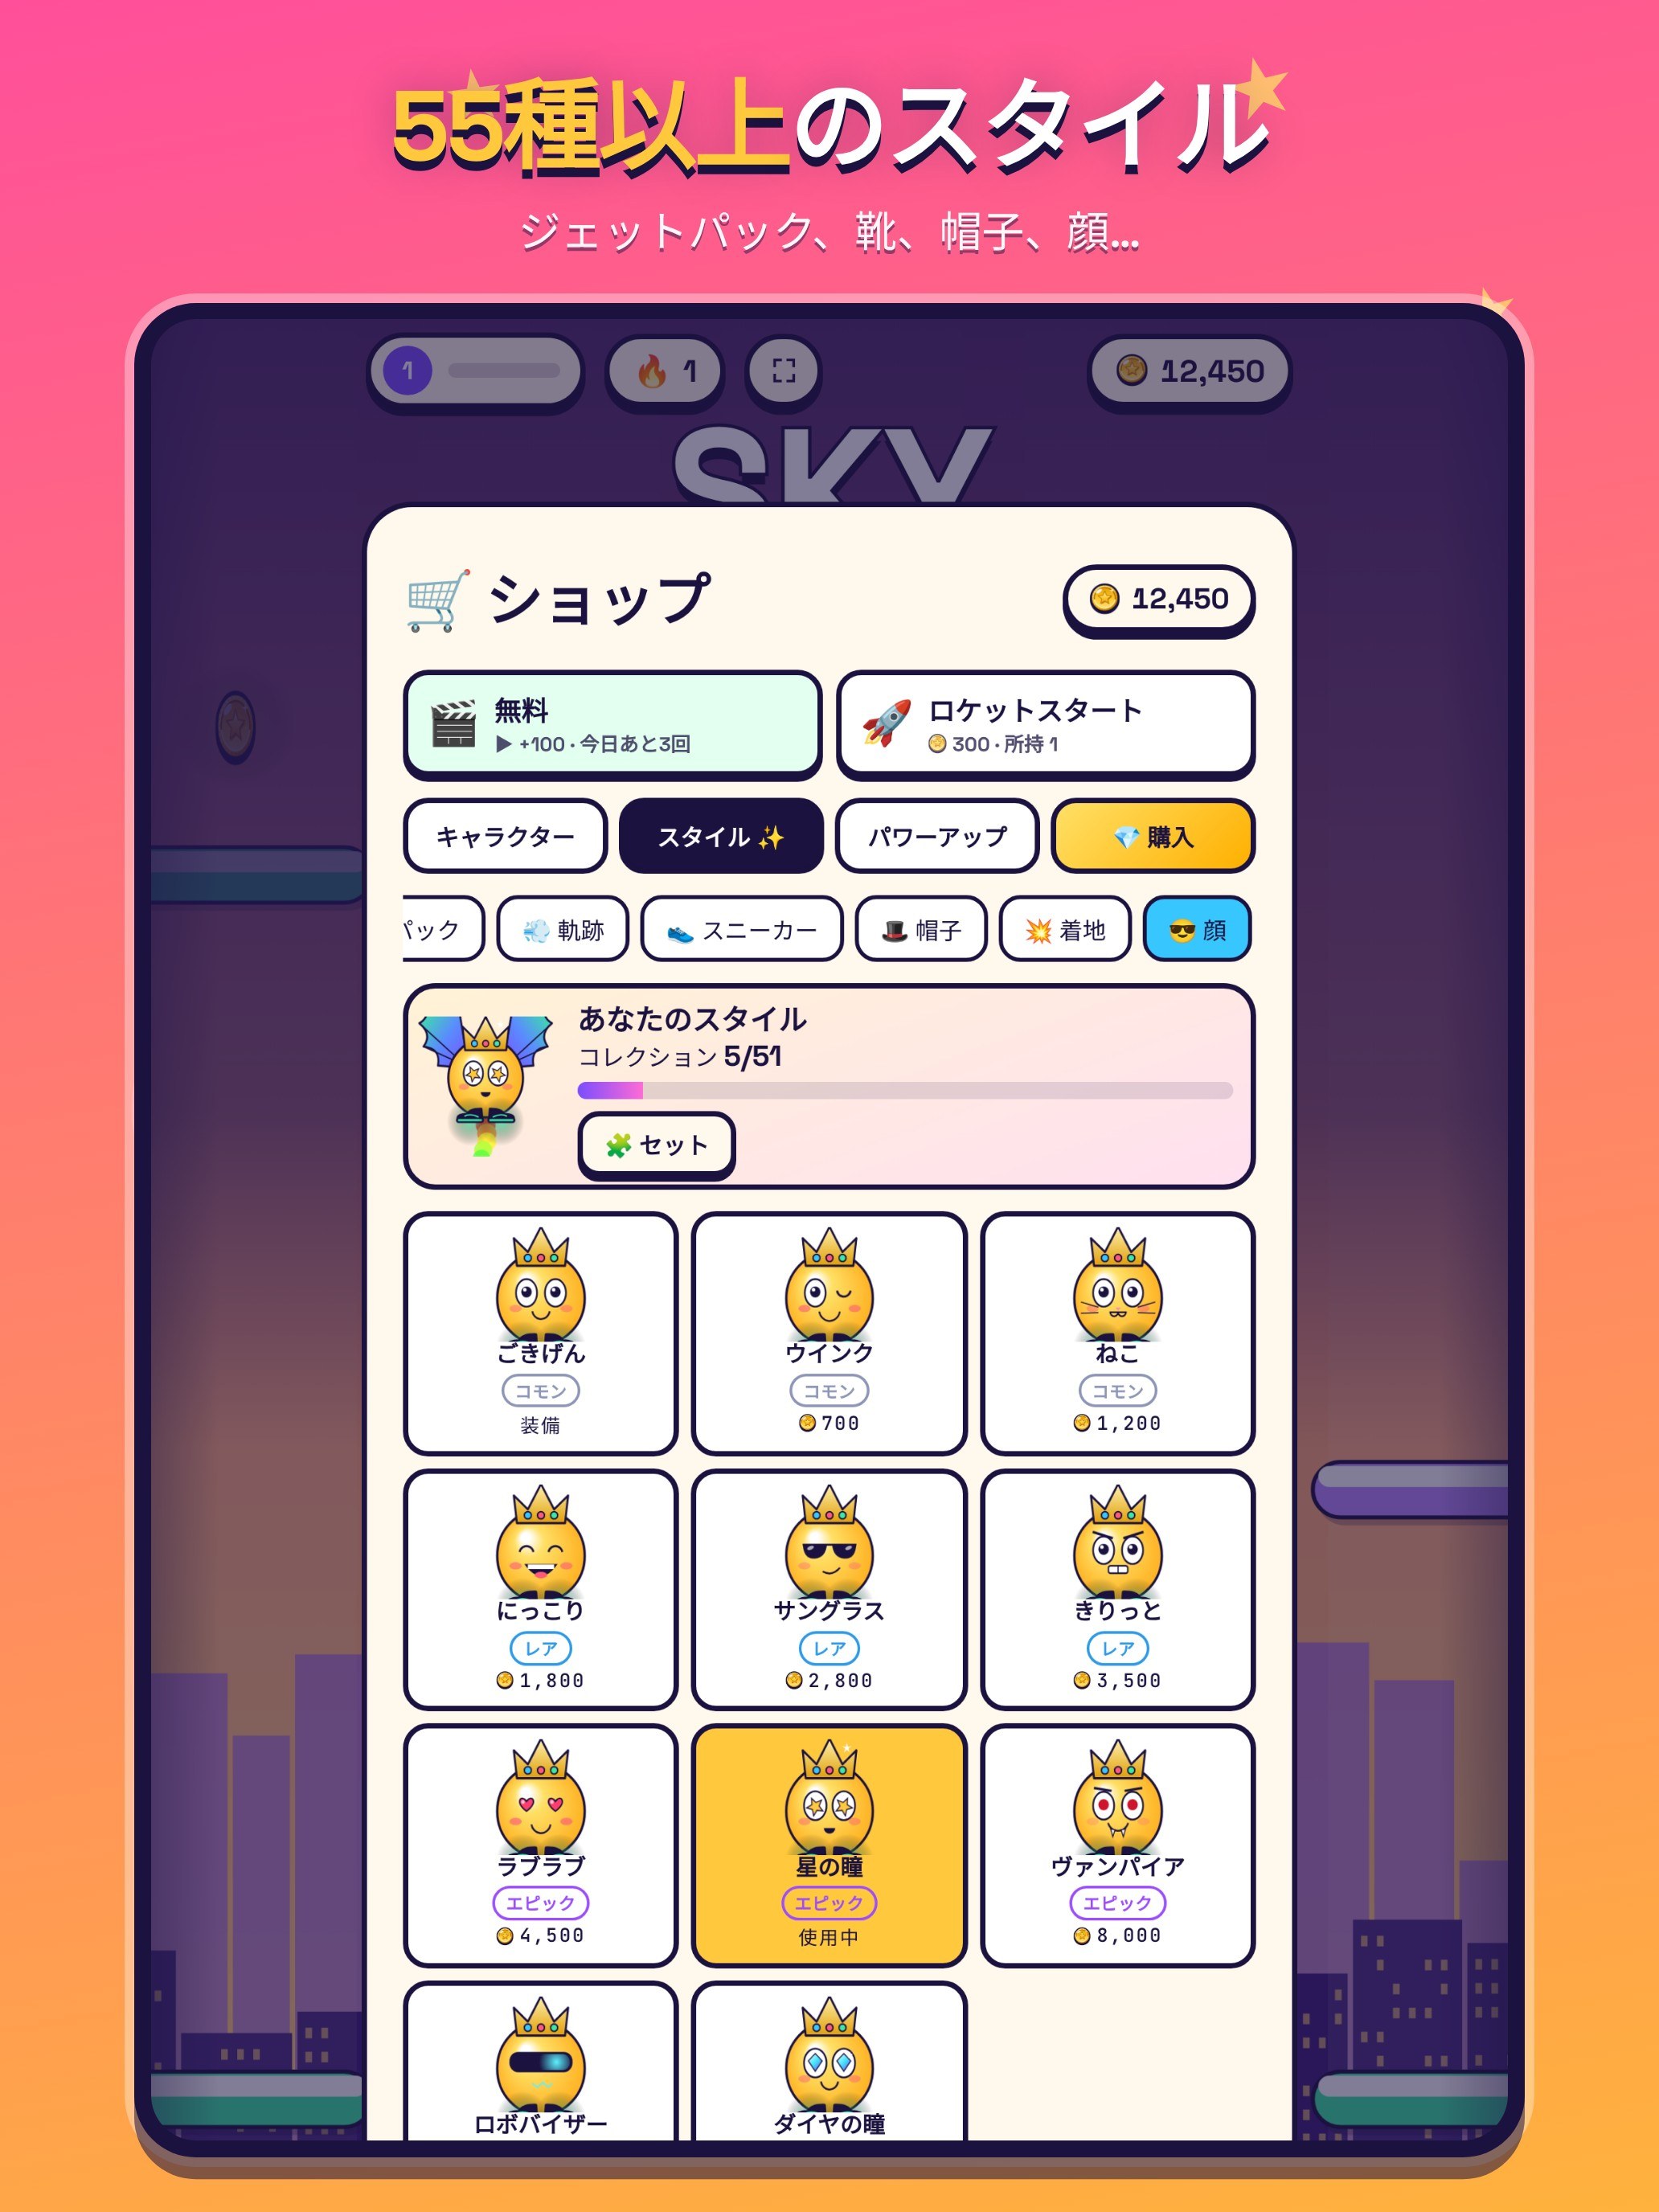 55種以上のスタイル
ジェットパック、靴、帽子、顔...
1
🔥 1
12,450
SKY
🛒 ショップ
12,450
🎬 無料
▶ +100 · 今日あと3回
🚀 ロケットスタート
300 · 所持 1
キャラクター
スタイル ✨
パワーアップ
💎 購入
パック
💨 軌跡
👟 スニーカー
🎩 帽子
💥 着地
😎 顔
あなたのスタイル
コレクション 5/51
🧩 セット
ごきげん
コモン
装備
ウインク
コモン
700
ねこ
コモン
1,200
にっこり
レア
1,800
サングラス
レア
2,800
きりっと
レア
3,500
ラブラブ
エピック
4,500
星の瞳
エピック
使用中
ヴァンパイア
エピック
8,000
ロボバイザー
ダイヤの瞳